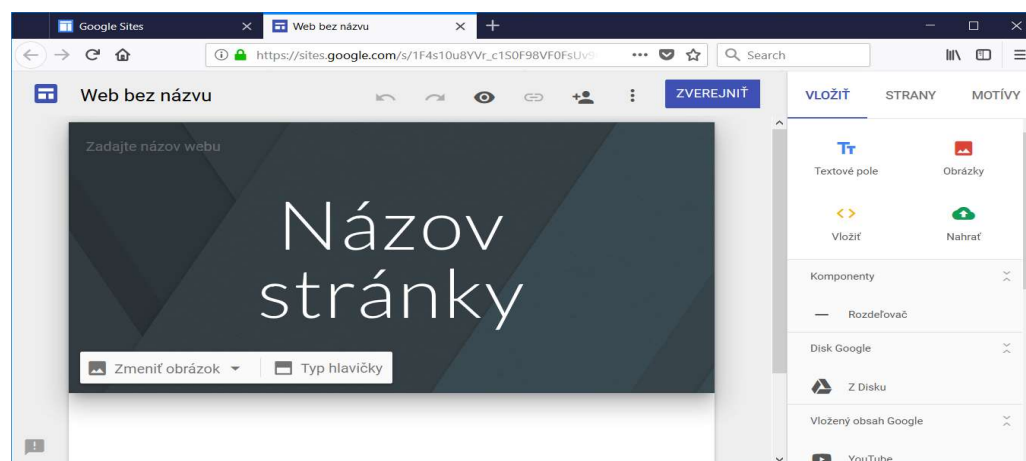 Google Sites
Web bez názvu
https://sites.google.com/s/1F4s10u8YVr_c1S0F98VF0FsUv9
Search
Web bez názvu
ZVEREJNIŤ
VLOŽIŤ STRANY MOTÍVY
Zadajte názov webu
Názov
stránky
Zmeniť obrázok
Typ hlavičky
Textové pole
Obrázky
Vložiť
Nahrať
Komponenty
Rozdeľovač
Disk Google
Z Disku
Vložený obsah Google
YouTube